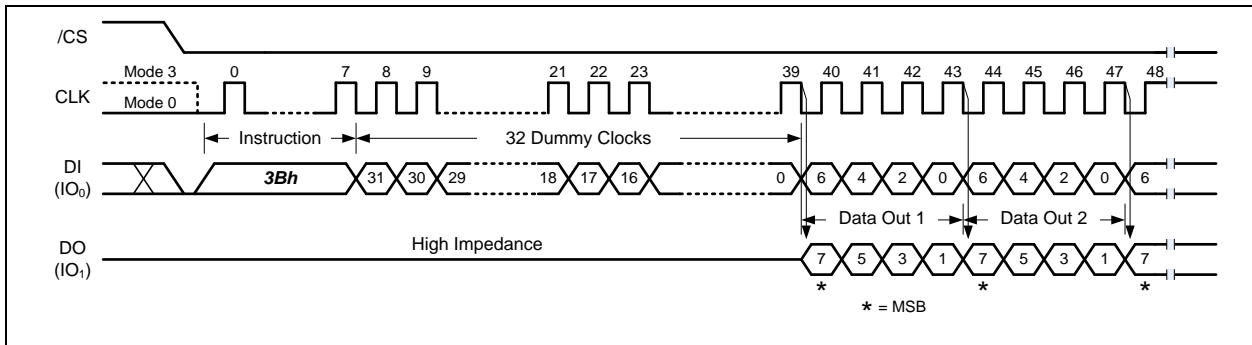 /CS
Mode 3 0 7 8 9 21 22 23 39 40 41 42 43 44 45 46 47 48
CLK
Mode 0
Instruction 32 Dummy Clocks
DI
(IO₀)
3Bh 31 30 29 18 17 16 0 6 4 2 0 6 4 2 0 6
Data Out 1 Data Out 2
DO
(IO₁)
High Impedance 7 5 3 1 7 5 3 1 7
* * *
* = MSB